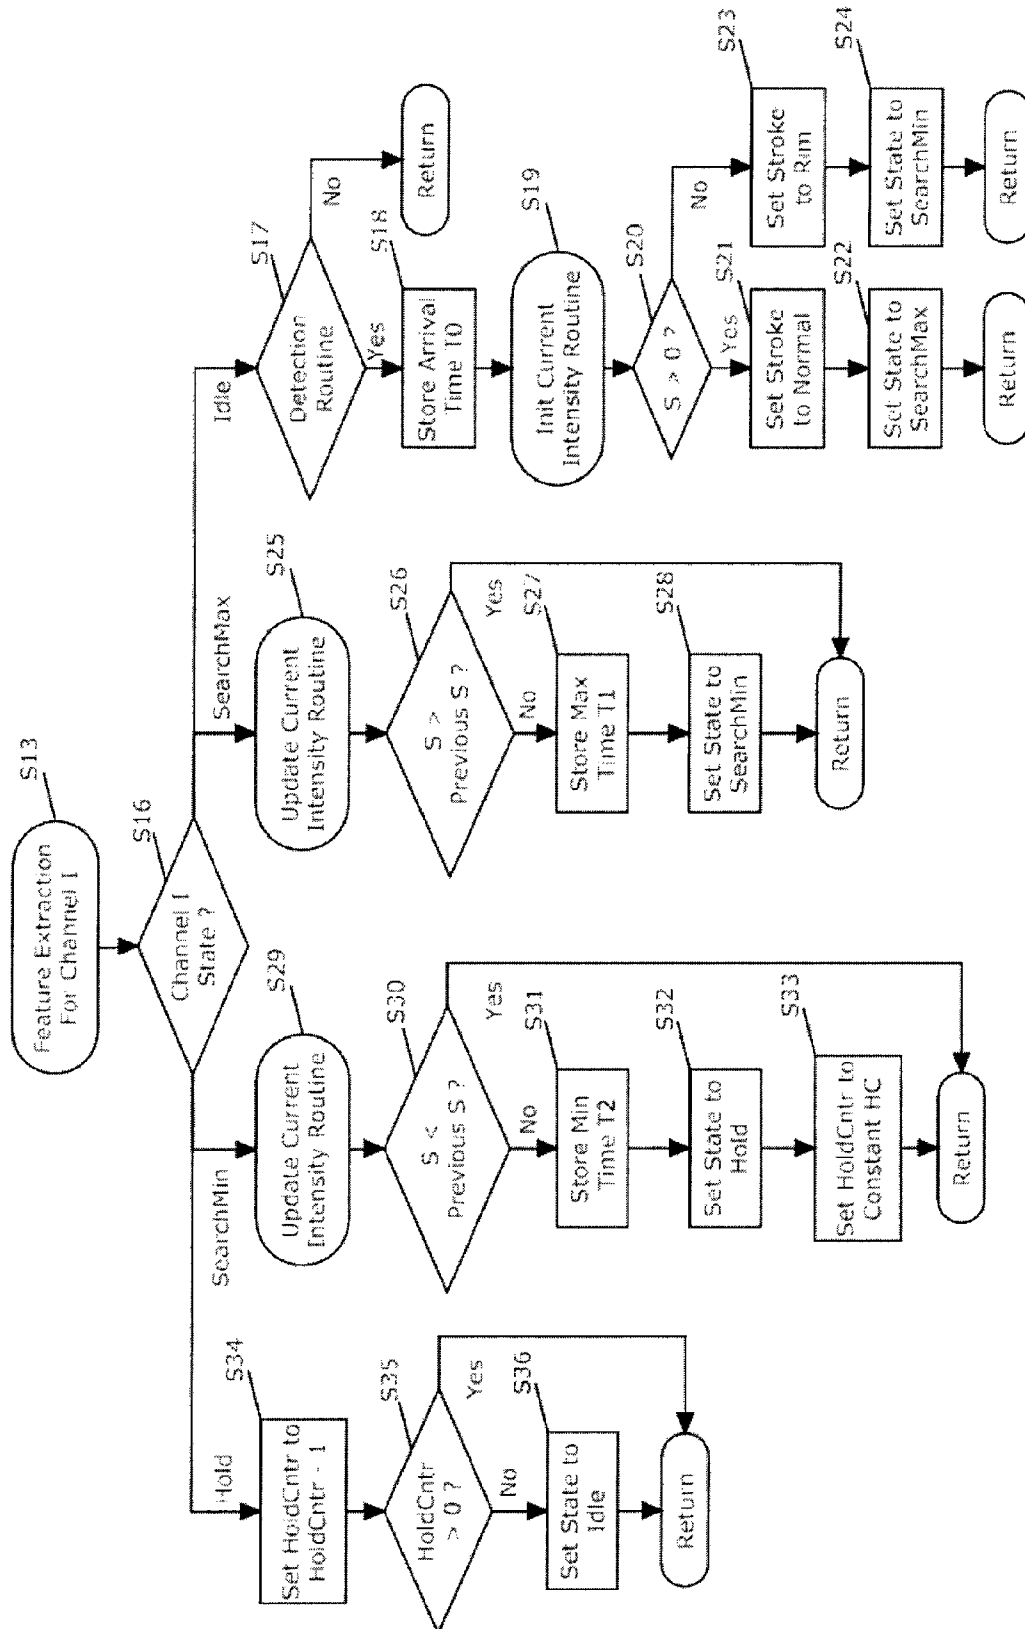 Feature Extraction
For Channel I
S13
Channel I
State ?
S16
Hold
SearchMin
SearchMax
Idle
Set HoldCntr to
HoldCntr - 1
S34
HoldCntr
> 0 ?
S35
Yes
No
Set State to
Idle
S36
Return
Update Current
Intensity Routine
S29
S <
Previous S ?
S30
Yes
No
Store Min
Time T2
S31
Set State to
Hold
S32
Set HoldCntr to
Constant HC
S33
Return
Update Current
Intensity Routine
S25
S >
Previous S ?
S26
Yes
No
Store Max
Time T1
S27
Set State to
SearchMin
S28
Return
Detection
Routine
S17
No
Return
Yes
Store Arrival
Time T0
S18
Init Current
Intensity Routine
S19
S > 0 ?
S20
Yes
No
Set Stroke
to Normal
S21
Set State to
SearchMax
S22
Return
Set Stroke
to Rim
S23
Set State to
SearchMin
S24
Return